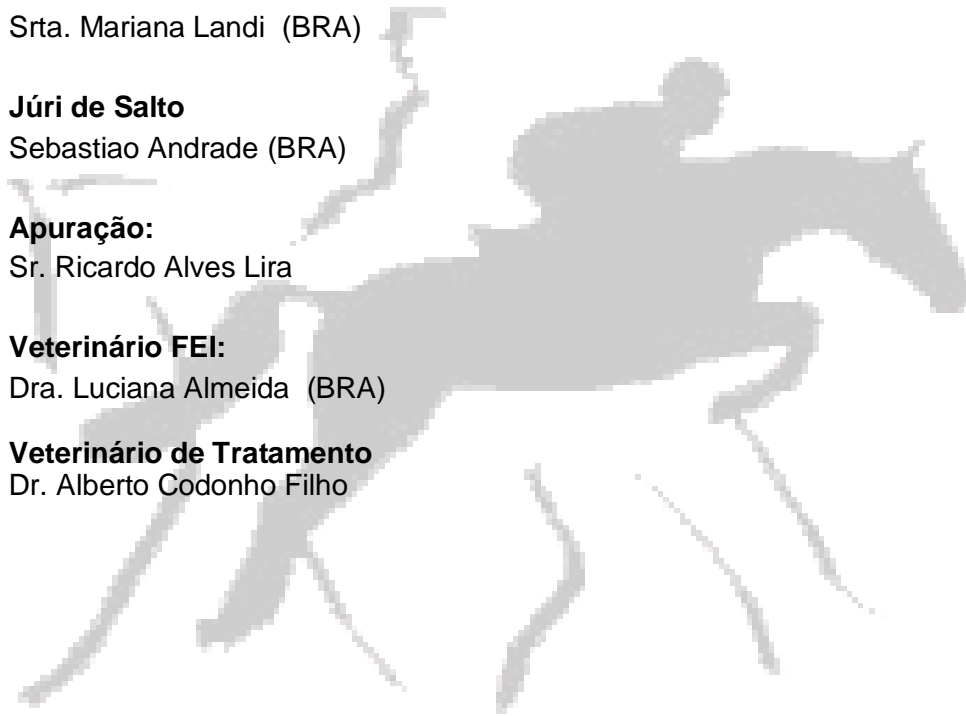 Srta. Mariana Landi  (BRA)
Júri de Salto
Sebastiao Andrade (BRA)
Apuração:
Sr. Ricardo Alves Lira
Veterinário FEI:
Dra. Luciana Almeida  (BRA)
Veterinário de Tratamento
Dr. Alberto Codonho Filho